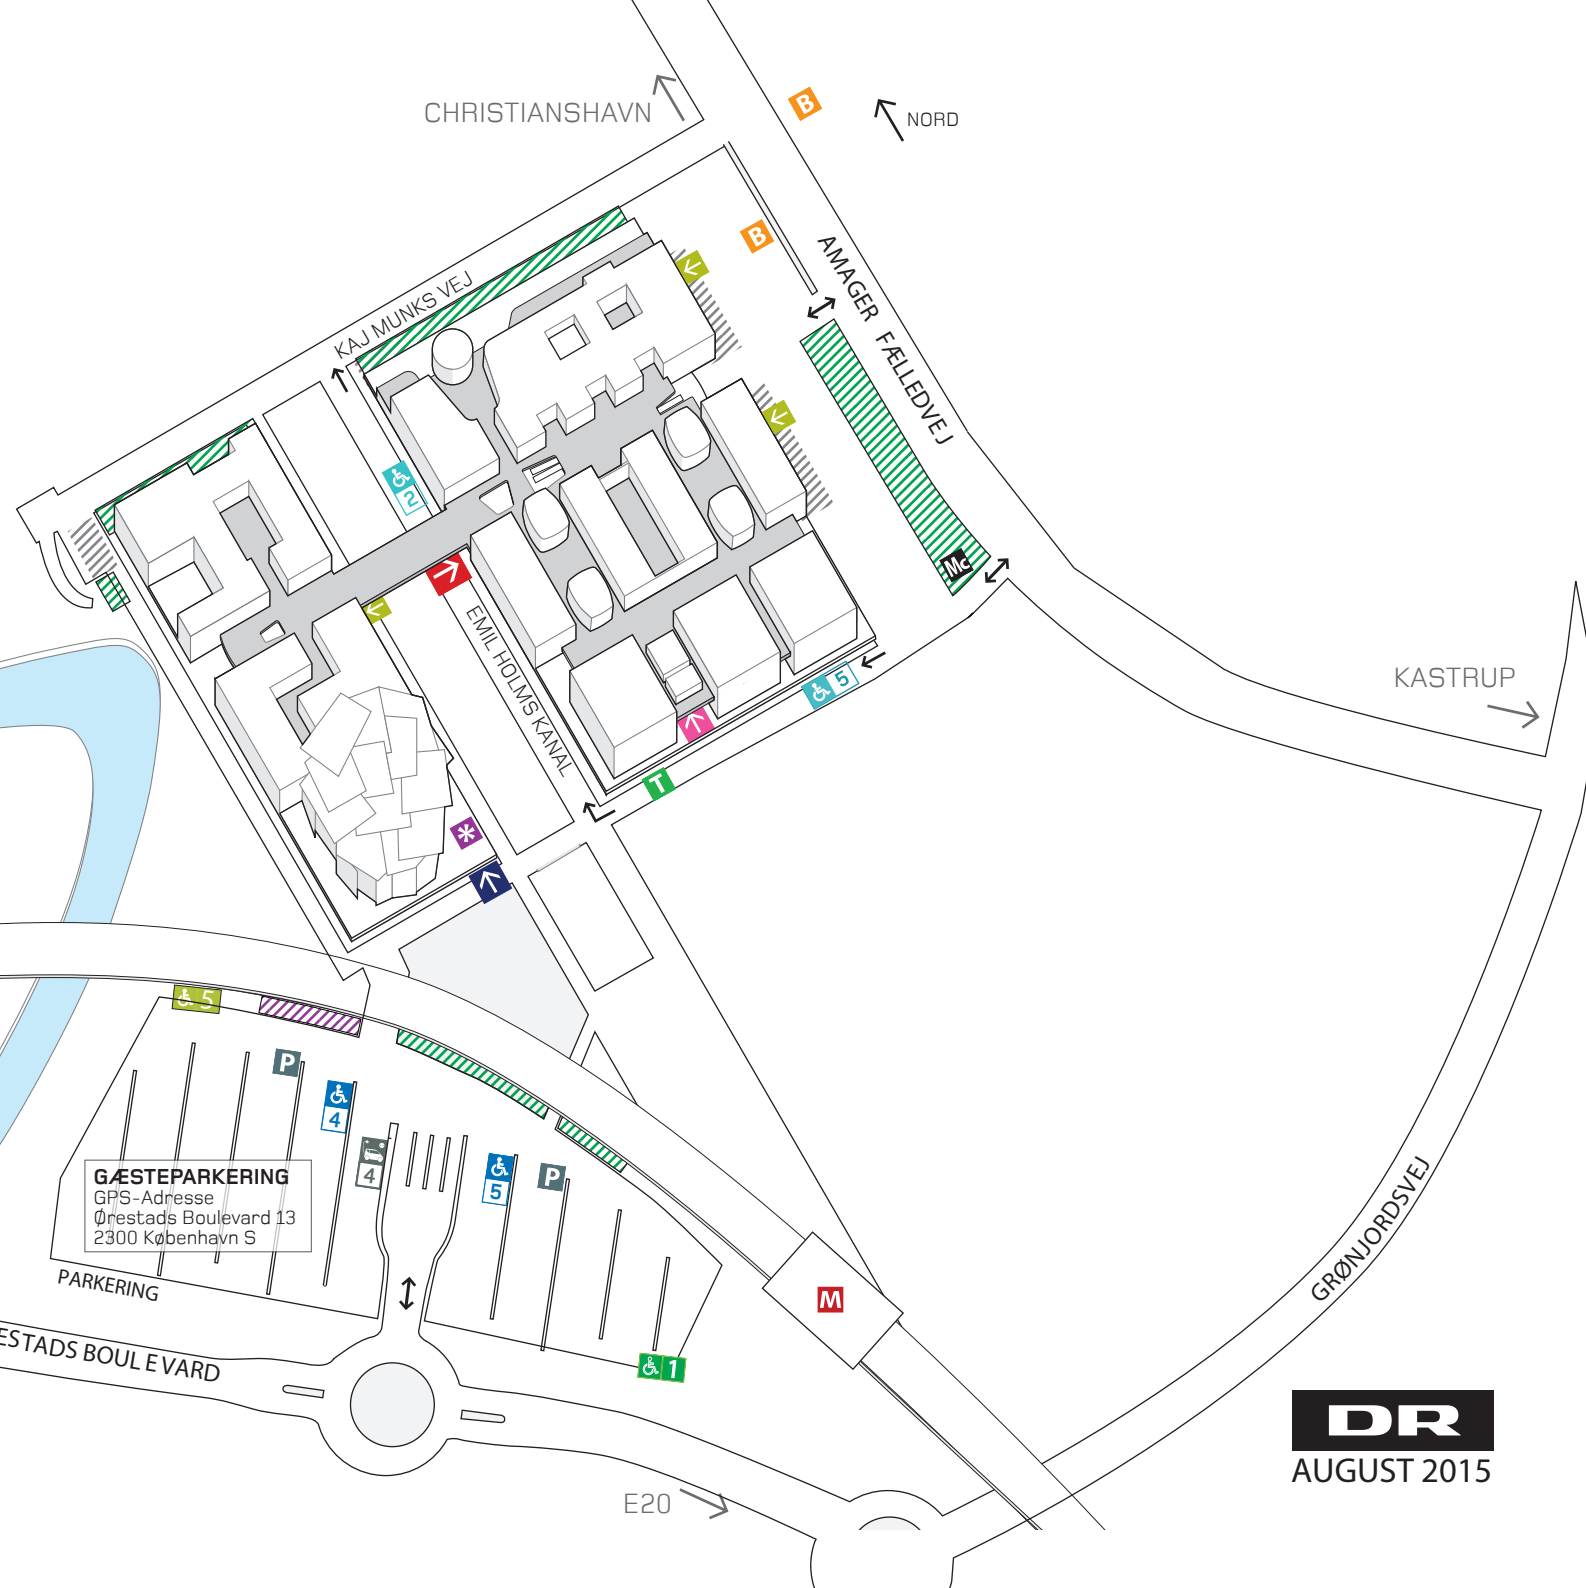 CHRISTIANSHAVN
NORD
B
B
AMAGER FÆLLEDVEJ
KAJ MUNKS VEJ
2
Mc
EMIL HOLMS KANAL
5
T
KASTRUP
5
P
4
4
5
P
GÆSTEPARKERING
GPS-Adresse
Ørestads Boulevard 13
2300 København S
PARKERING
ESTADS BOULEVARD
M
1
GRØNJORDSVEJ
E20
DR
AUGUST 2015